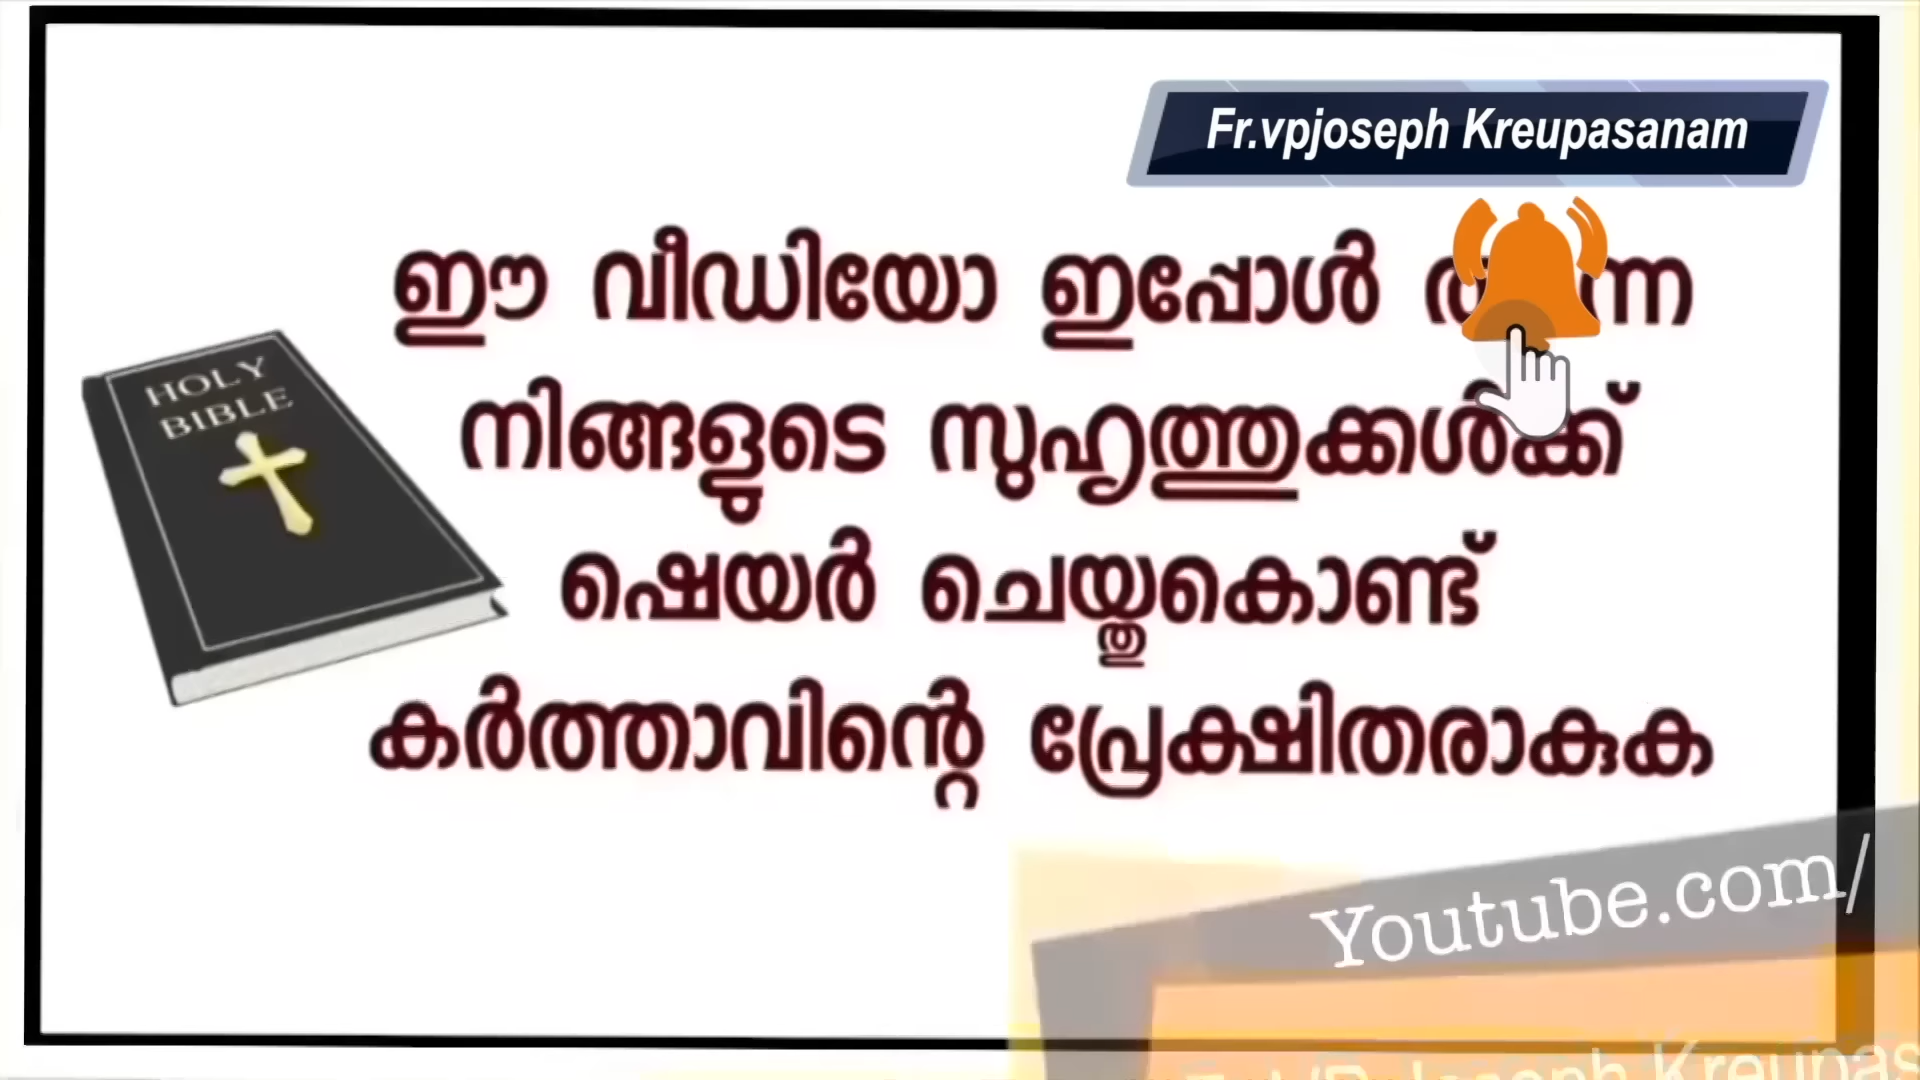 Fr.vpjoseph Kreupasanam
ഈ വീഡിയോ ഇപ്പോൾ
നിങ്ങളുടെ സുഹൃത്തുക്കൾക്ക്
ഷെയർ ചെയ്തുകൊണ്ട്
കർത്താവിന്റെ പ്രേക്ഷിതരാകുക
HOLY
BIBLE
Youtube.com/